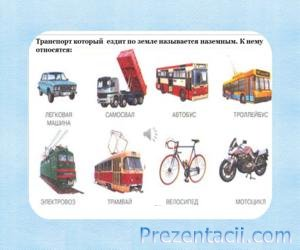 Транспорт который ездит по земле называется наземным. К нему
относятся:
ЛЕГКОВАЯ
МАШИНА
САМОСВАЛ
АВТОБУС
ТРОЛЛЕЙБУС
ЭЛЕКТРОВОЗ
ТРАМВАЙ
ВЕЛОСИПЕД
МОТОЦИКЛ
Prezentacii.com